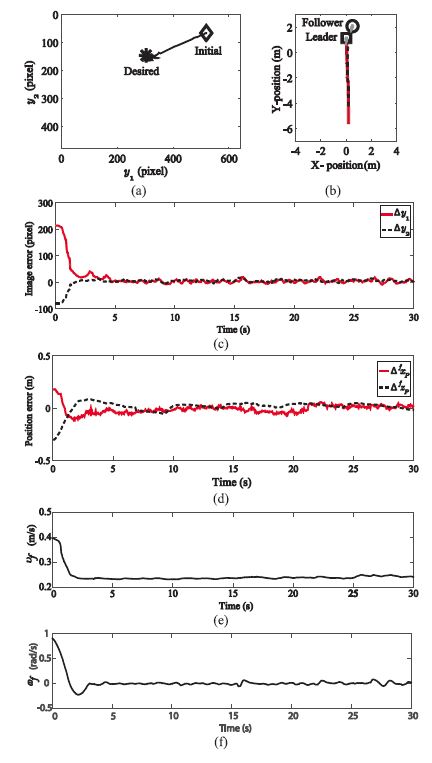 0
100
200
300
400
y₂ (pixel)
Desired
Initial
0
200
400
600
y₁ (pixel)
(a)
2
0
-2
-4
-6
Y-position (m)
Follower
Leader
-4
-2
0
2
4
X- position(m)
(b)
300
200
100
0
-100
Image error (pixel)
Δy₁
Δy₂
0
5
10
15
20
25
30
Time (s)
(c)
0.5
0
-0.5
Position error (m)
Δᶠzₚ
Δᶠzₚ
0
5
10
15
20
25
30
Time (s)
(d)
0.5
0.4
0.3
0.2
υf (m/s)
0
5
10
15
20
25
30
Time (s)
(e)
1
0.5
0
-0.5
(rad/s)
0
5
10
15
20
25
30
Time (s)
(f)